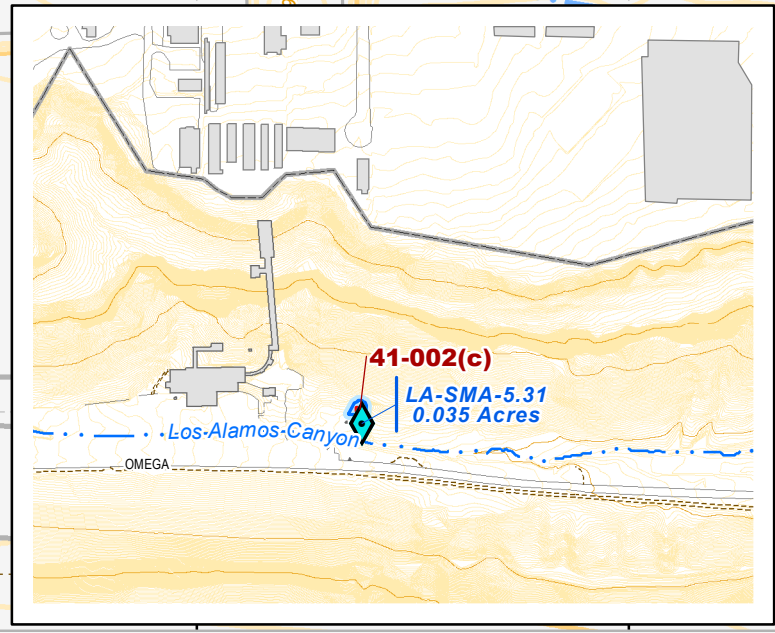 41-002(c)
LA-SMA-5.31
0.035 Acres
Los-Alamos-Canyon
OMEGA